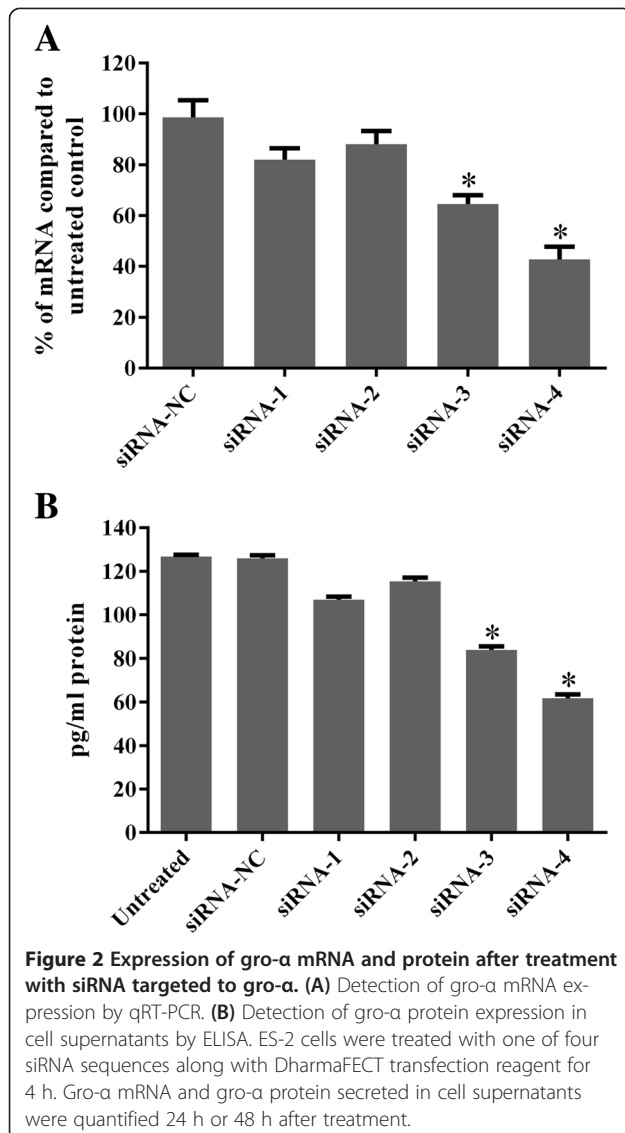 A
% of mRNA compared to
untreated control
120
100
80
60
40
20
0
*
*
siRNA-NC
siRNA-1
siRNA-2
siRNA-3
siRNA-4
B
pg/ml protein
140
120
100
80
60
40
20
0
*
*
Untreated
siRNA-NC
siRNA-1
siRNA-2
siRNA-3
siRNA-4
Figure 2 Expression of gro-α mRNA and protein after treatment
with siRNA targeted to gro-α. (A) Detection of gro-α mRNA ex-
pression by qRT-PCR. (B) Detection of gro-α protein expression in
cell supernatants by ELISA. ES-2 cells were treated with one of four
siRNA sequences along with DharmaFECT transfection reagent for
4 h. Gro-α mRNA and gro-α protein secreted in cell supernatants
were quantified 24 h or 48 h after treatment.